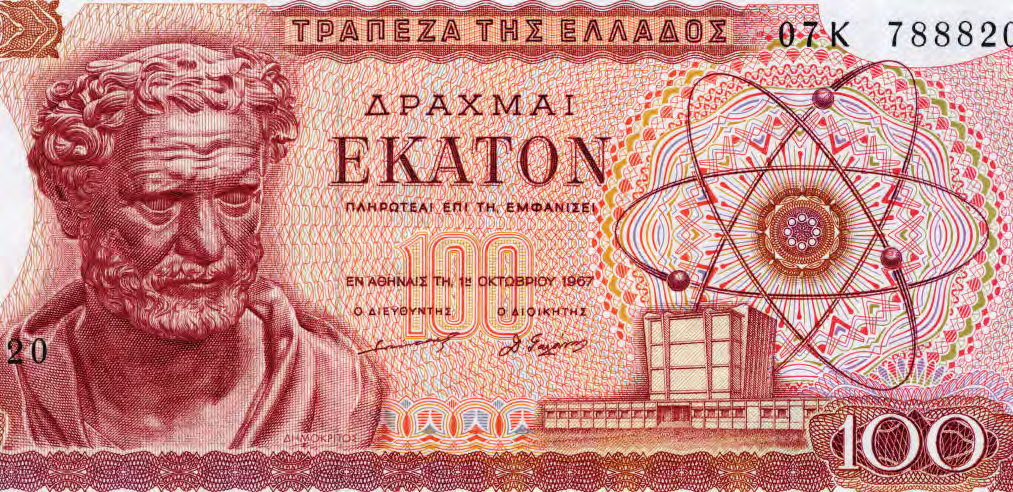 ΤΡΑΠΕΖΑ ΤΗΣ ΕΛΛΑΔΟΣ
07Κ 788820
ΔΡΑΧΜΑΙ
ΕΚΑΤΟΝ
ΠΛΗΡΩΤΕΑΙ ΕΠΙ ΤΗ, ΕΜΦΑΝΙΣΕΙ
100
ΕΝ ΑΘΗΝΑΙΣ ΤΗ, 1Η ΟΚΤΩΒΡΙΟΥ 1967
Ο ΔΙΕΥΘΥΝΤΗΣ Ο ΔΙΟΙΚΗΤΗΣ
20
ΔΗΜΟΚΡΙΤΟΣ
100